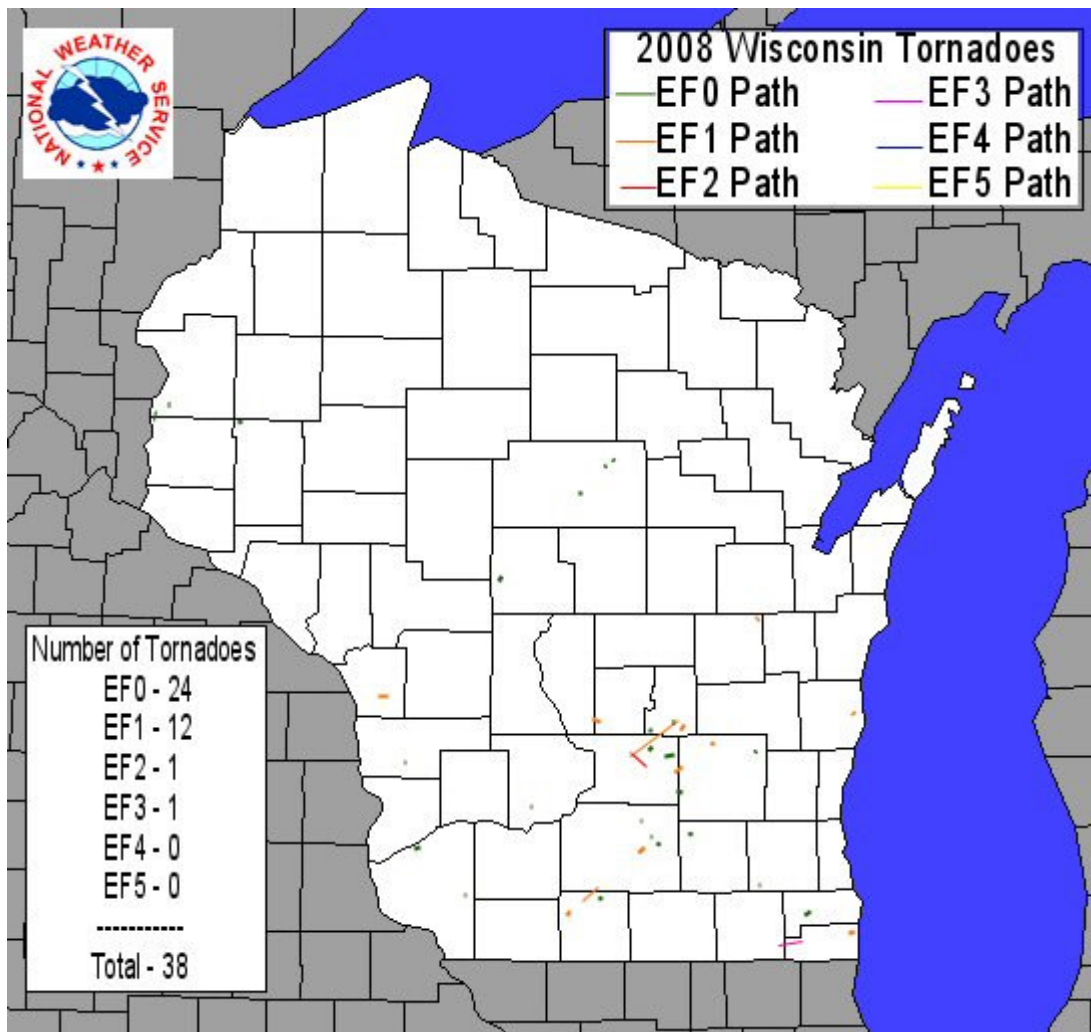 NATIONAL WEATHER SERVICE
2008 Wisconsin Tornadoes
EF0 Path
EF3 Path
EF1 Path
EF4 Path
EF2 Path
EF5 Path
Number of Tornadoes
EF0 - 24
EF1 - 12
EF2 - 1
EF3 - 1
EF4 - 0
EF5 - 0
-----------
Total - 38